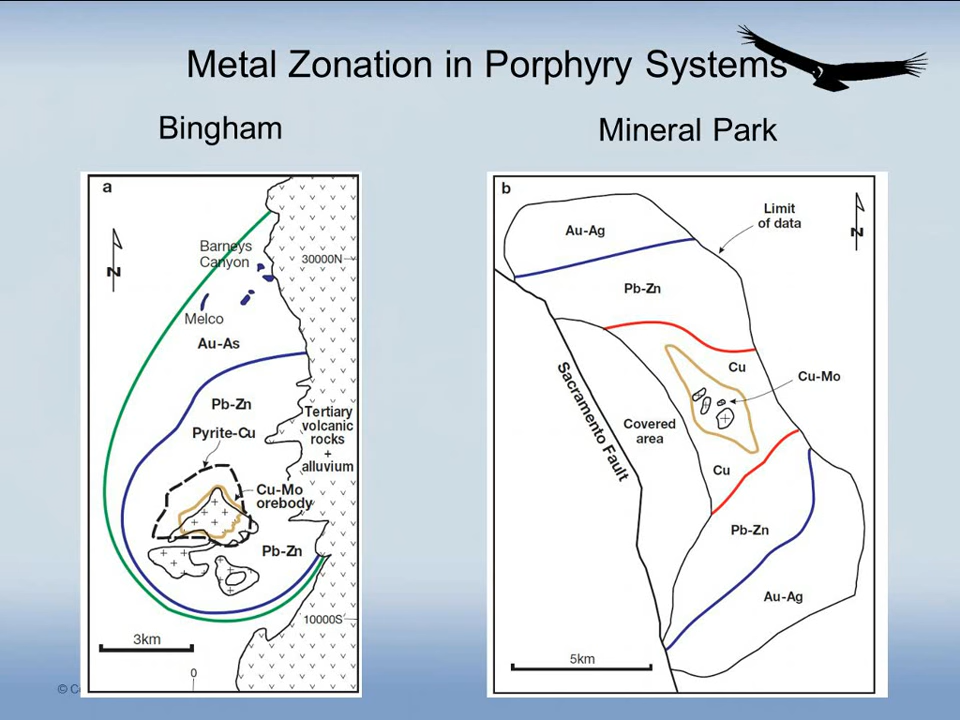 Metal Zonation in Porphyry Systems
Bingham
Mineral Park
a
N
Barneys
Canyon
30000N
Melco
Au-As
Pb-Zn
Pyrite-Cu
Tertiary
volcanic
rocks
+
alluvium
Cu-Mo
orebody
Pb-Zn
10000S
3km
0
©
b
N
Limit
of data
Au-Ag
Pb-Zn
Cu
Cu-Mo
Sacramento Fault
Covered
area
Cu
Pb-Zn
Au-Ag
5km